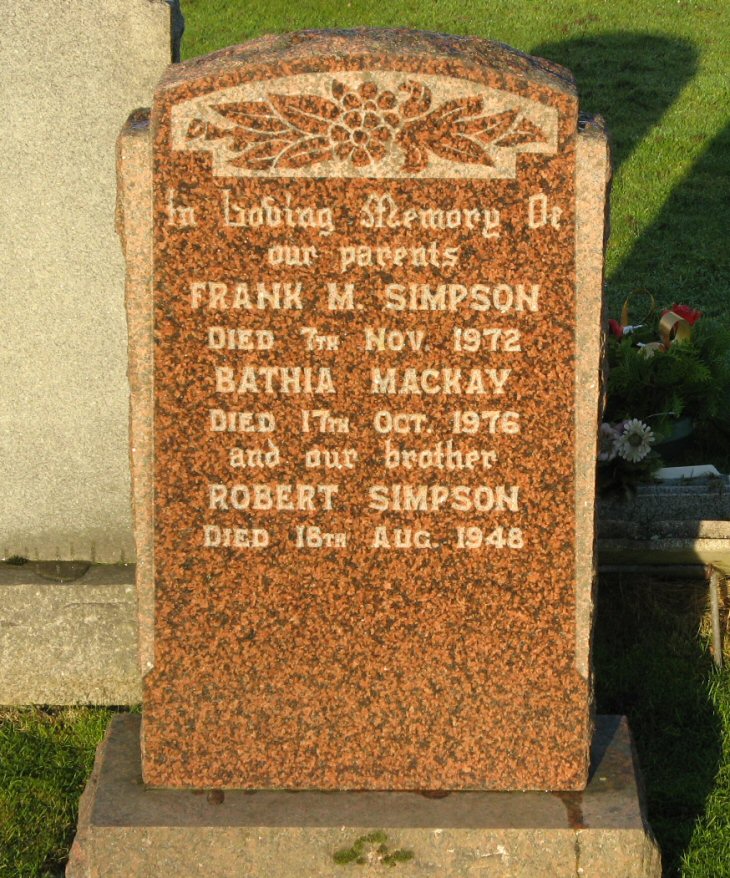 In Loving Memory Of
our parents
FRANK M. SIMPSON
DIED 7TH NOV. 1972
BATHIA MACKAY
DIED 17TH OCT. 1976
and our brother
ROBERT SIMPSON
DIED 18TH AUG. 1948